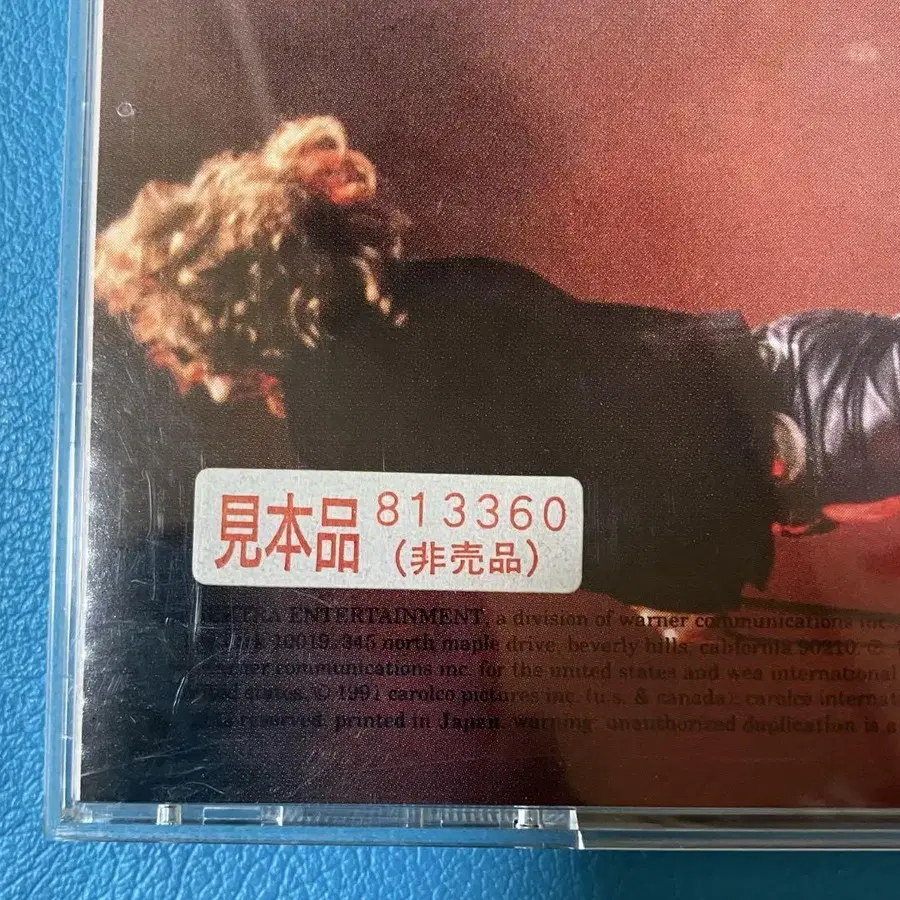 見本品 813360
(非売品)
ENTERTAINMENT, a division of warner communications inc.
10019. 345 north maple drive, beverly hills, california 90210.
warner communications inc. for the united states and wea international
states. © 1991 carolco pictures inc. (u.s. & canada). carolco
reserved. printed in Japan. warning: unauthorized duplication is a